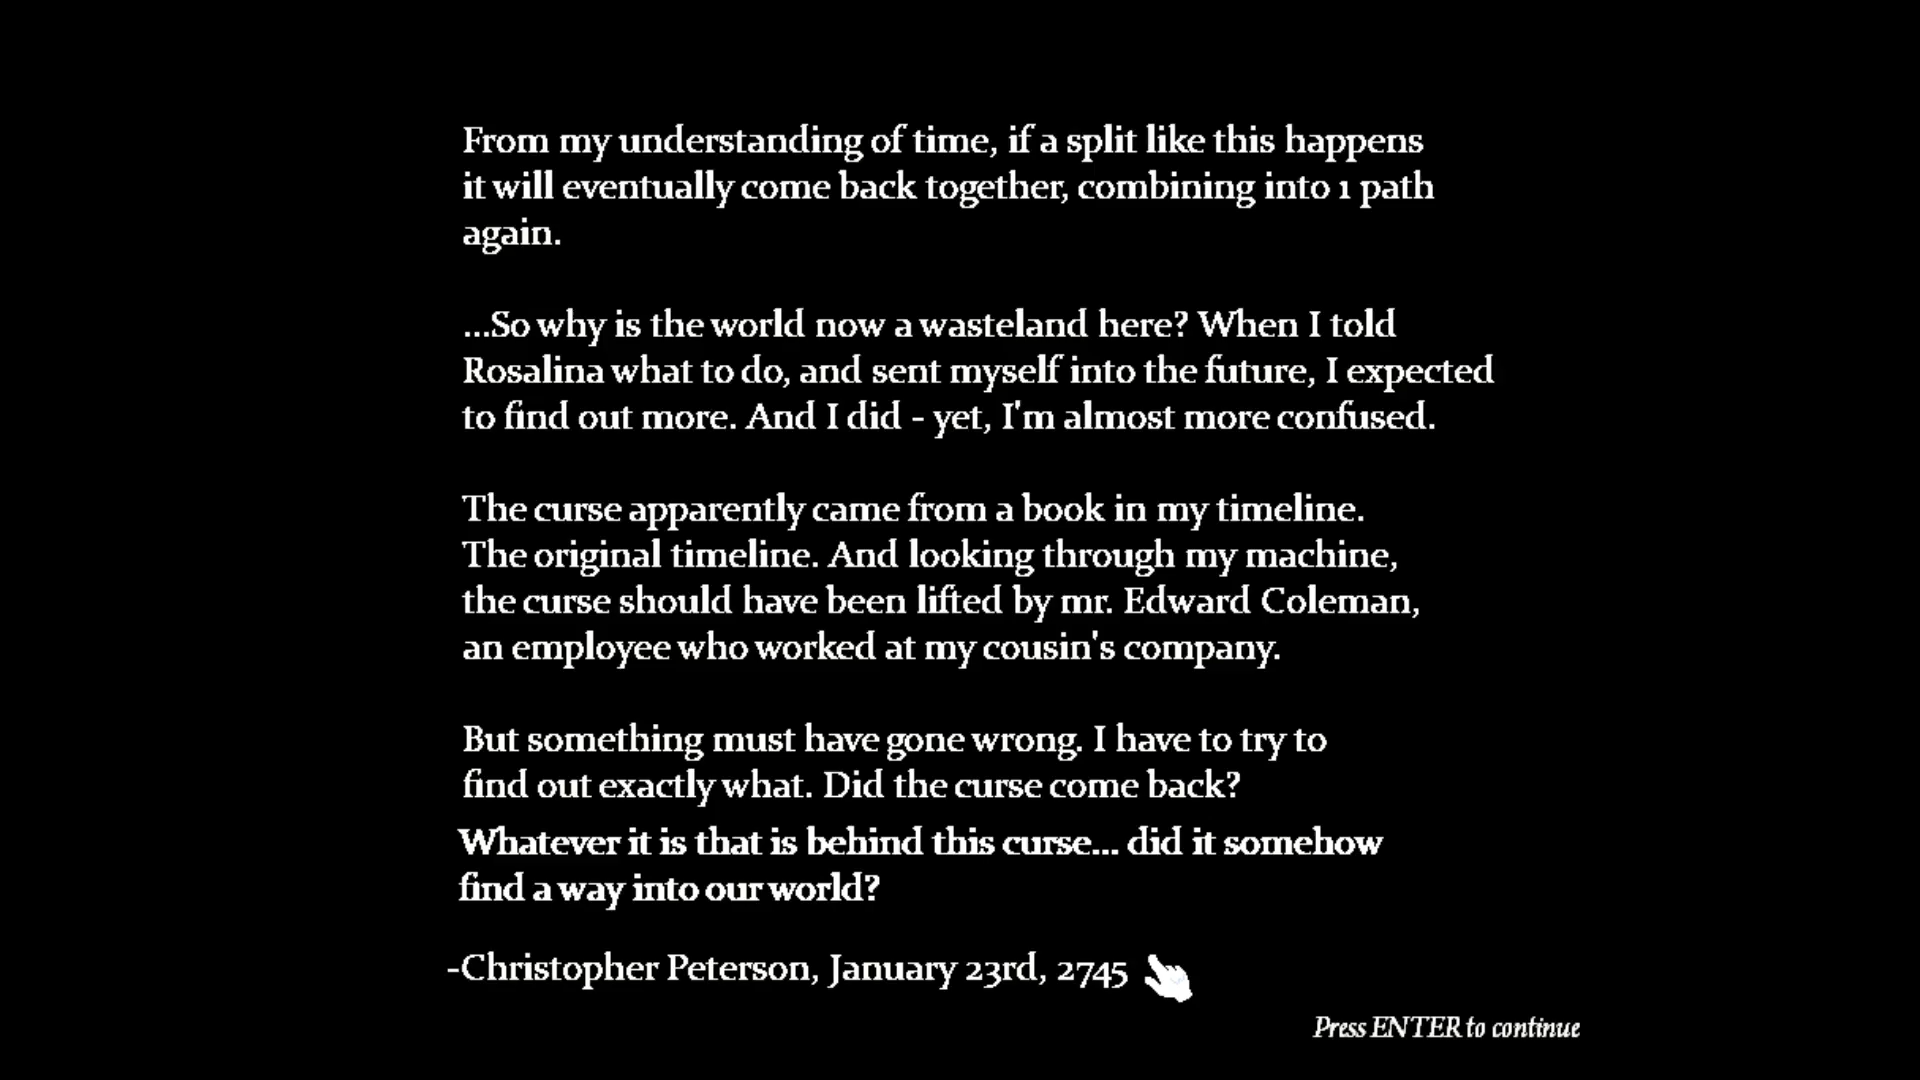 From my understanding of time, if a split like this happens
it will eventually come back together, combining into 1 path
again.
...So why is the world now a wasteland here? When I told
Rosalina what to do, and sent myself into the future, I expected
to find out more. And I did - yet, I'm almost more confused.
The curse apparently came from a book in my timeline.
The original timeline. And looking through my machine,
the curse should have been lifted by mr. Edward Coleman,
an employee who worked at my cousin's company.
But something must have gone wrong. I have to try to
find out exactly what. Did the curse come back?
Whatever it is that is behind this curse... did it somehow
find a way into our world?
-Christopher Peterson, January 23rd, 2745
Press ENTER to continue